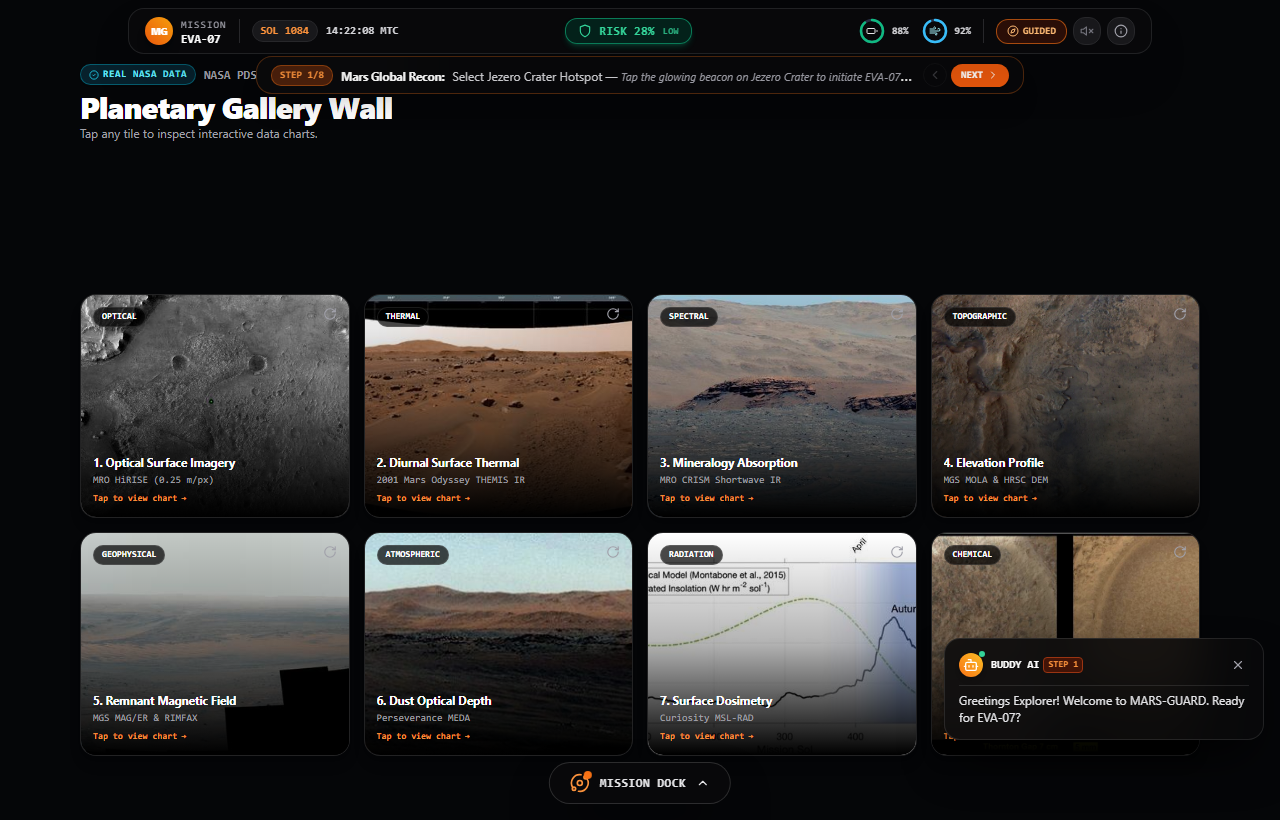 MG
MISSION
EVA-07
SOL 1084
14:22:08 MTC
RISK 28% LOW
88%
92%
GUIDED
REAL NASA DATA
NASA PDS
STEP 1/8
Mars Global Recon: Select Jezero Crater Hotspot — Tap the glowing beacon on Jezero Crater to initiate EVA-07...
NEXT
Planetary Gallery Wall
Tap any tile to inspect interactive data charts.
OPTICAL
1. Optical Surface Imagery
MRO HiRISE (0.25 m/px)
Tap to view chart →
THERMAL
2. Diurnal Surface Thermal
2001 Mars Odyssey THEMIS IR
Tap to view chart →
SPECTRAL
3. Mineralogy Absorption
MRO CRISM Shortwave IR
Tap to view chart →
TOPOGRAPHIC
4. Elevation Profile
MGS MOLA & HRSC DEM
Tap to view chart →
GEOPHYSICAL
5. Remnant Magnetic Field
MGS MAG/ER & RIMFAX
Tap to view chart →
ATMOSPHERIC
6. Dust Optical Depth
Perseverance MEDA
Tap to view chart →
RADIATION
April
cal Model (Montabone et al., 2015)
ated Insolation (W hr m⁻² sol⁻¹)
Autur
7. Surface Dosimetry
Curiosity MSL-RAD
Tap to view chart →
300
400
CHEMICAL
BUDDY AI STEP 1
Greetings Explorer! Welcome to MARS-GUARD. Ready
for EVA-07?
MISSION DOCK